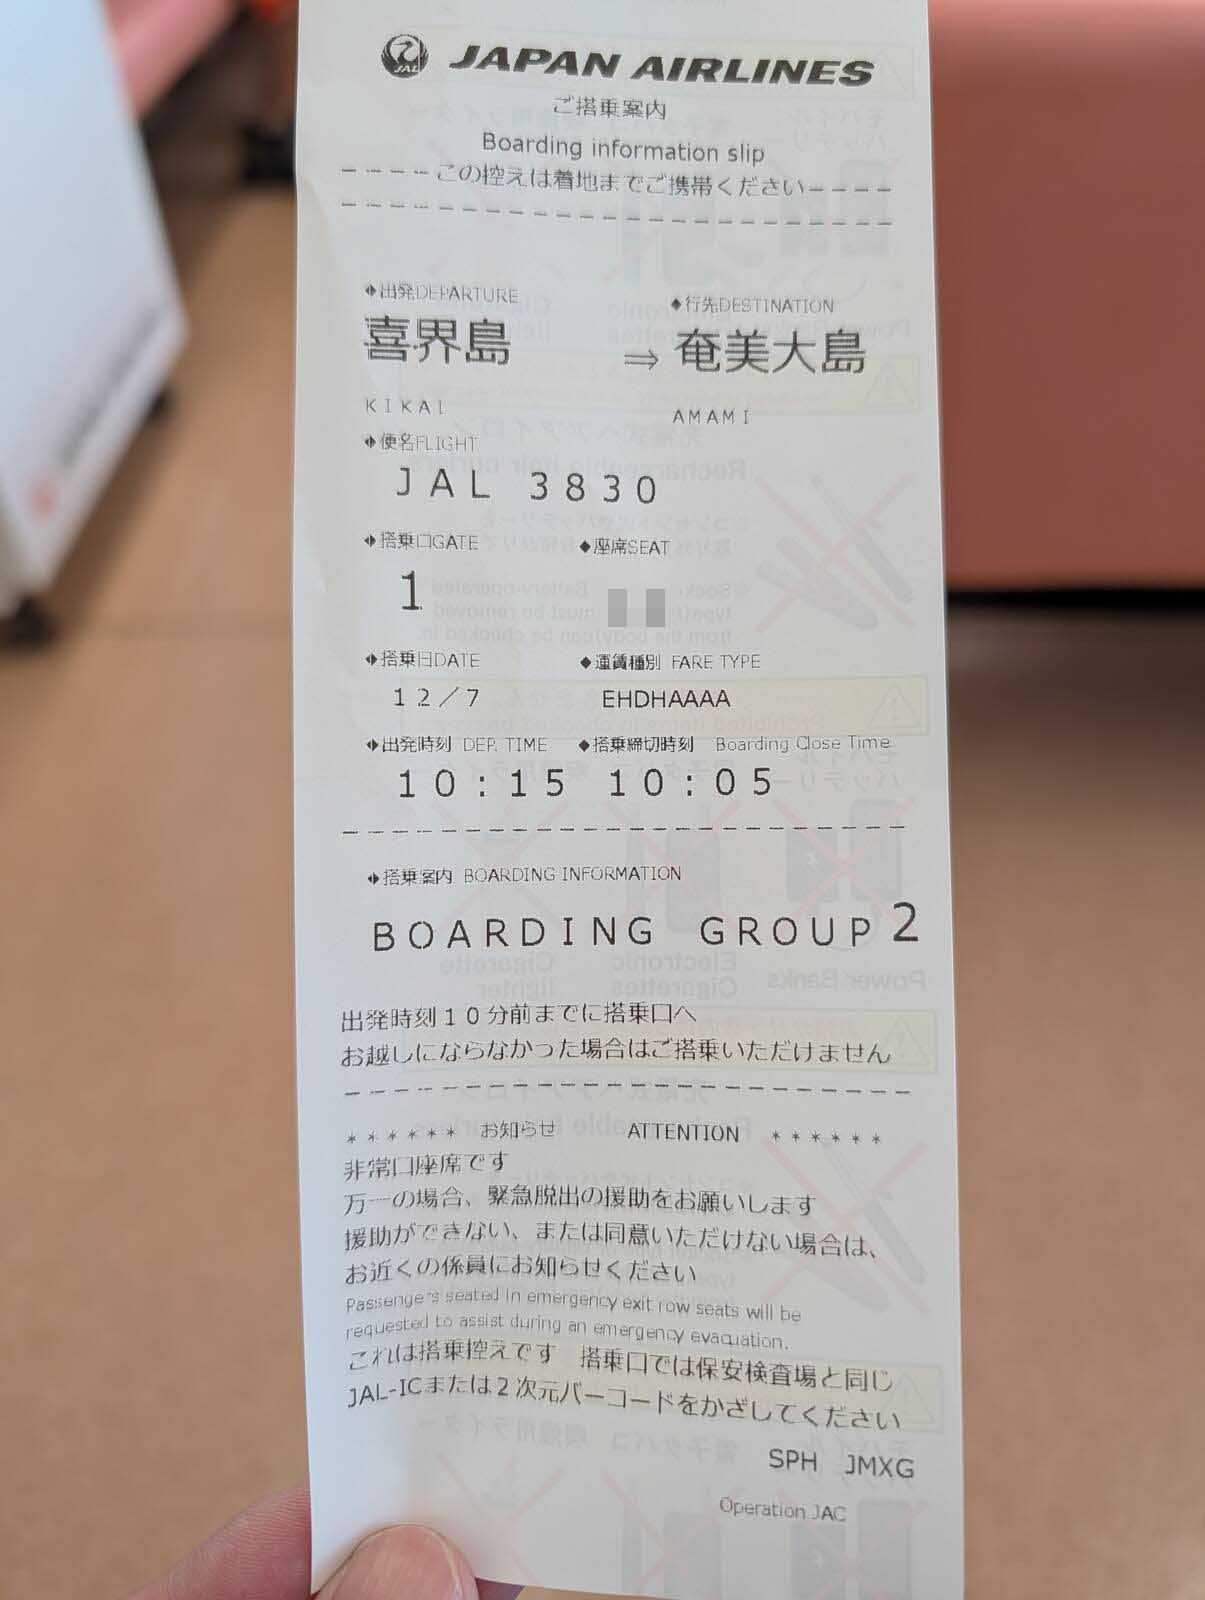 JAL JAPAN AIRLINES
ご搭乗案内
Boarding information slip
----この控えは着地までご携帯ください----
◆出発DEPARTURE ◆行先DESTINATION
喜界島 ⇒ 奄美大島
KIKAI AMAMI
◆便名FLIGHT
JAL 3830
◆搭乗口GATE ◆座席SEAT
1
◆搭乗日DATE ◆運賃種別 FARE TYPE
12/7 EHDHAAAA
◆出発時刻 DEP. TIME ◆搭乗締切時刻 Boarding Close Time
10:15 10:05
◆搭乗案内 BOARDING INFORMATION
BOARDING GROUP 2
出発時刻10分前までに搭乗口へ
お越しにならなかった場合はご搭乗いただけません
****** お知らせ ATTENTION ******
非常口座席です
万一の場合、緊急脱出の援助をお願いします
援助ができない、または同意いただけない場合は、
お近くの係員にお知らせください
Passengers seated in emergency exit row seats will be
requested to assist during an emergency evacuation.
これは搭乗控えです 搭乗口では保安検査場と同じ
JAL-ICまたは2次元バーコードをかざしてください
SPH JMXG
Operation JAC